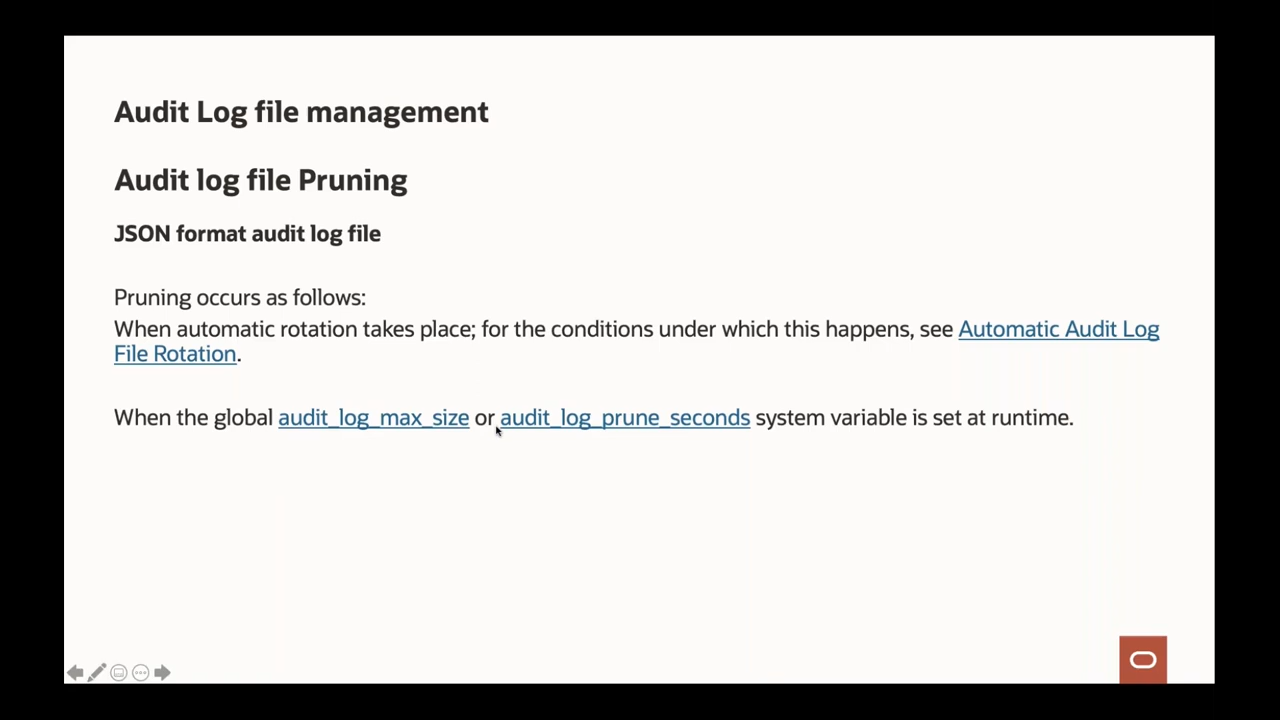 Audit Log file management
Audit log file Pruning
JSON format audit log file
Pruning occurs as follows:
When automatic rotation takes place; for the conditions under which this happens, see Automatic Audit Log
File Rotation.
When the global audit_log_max_size or audit_log_prune_seconds system variable is set at runtime.